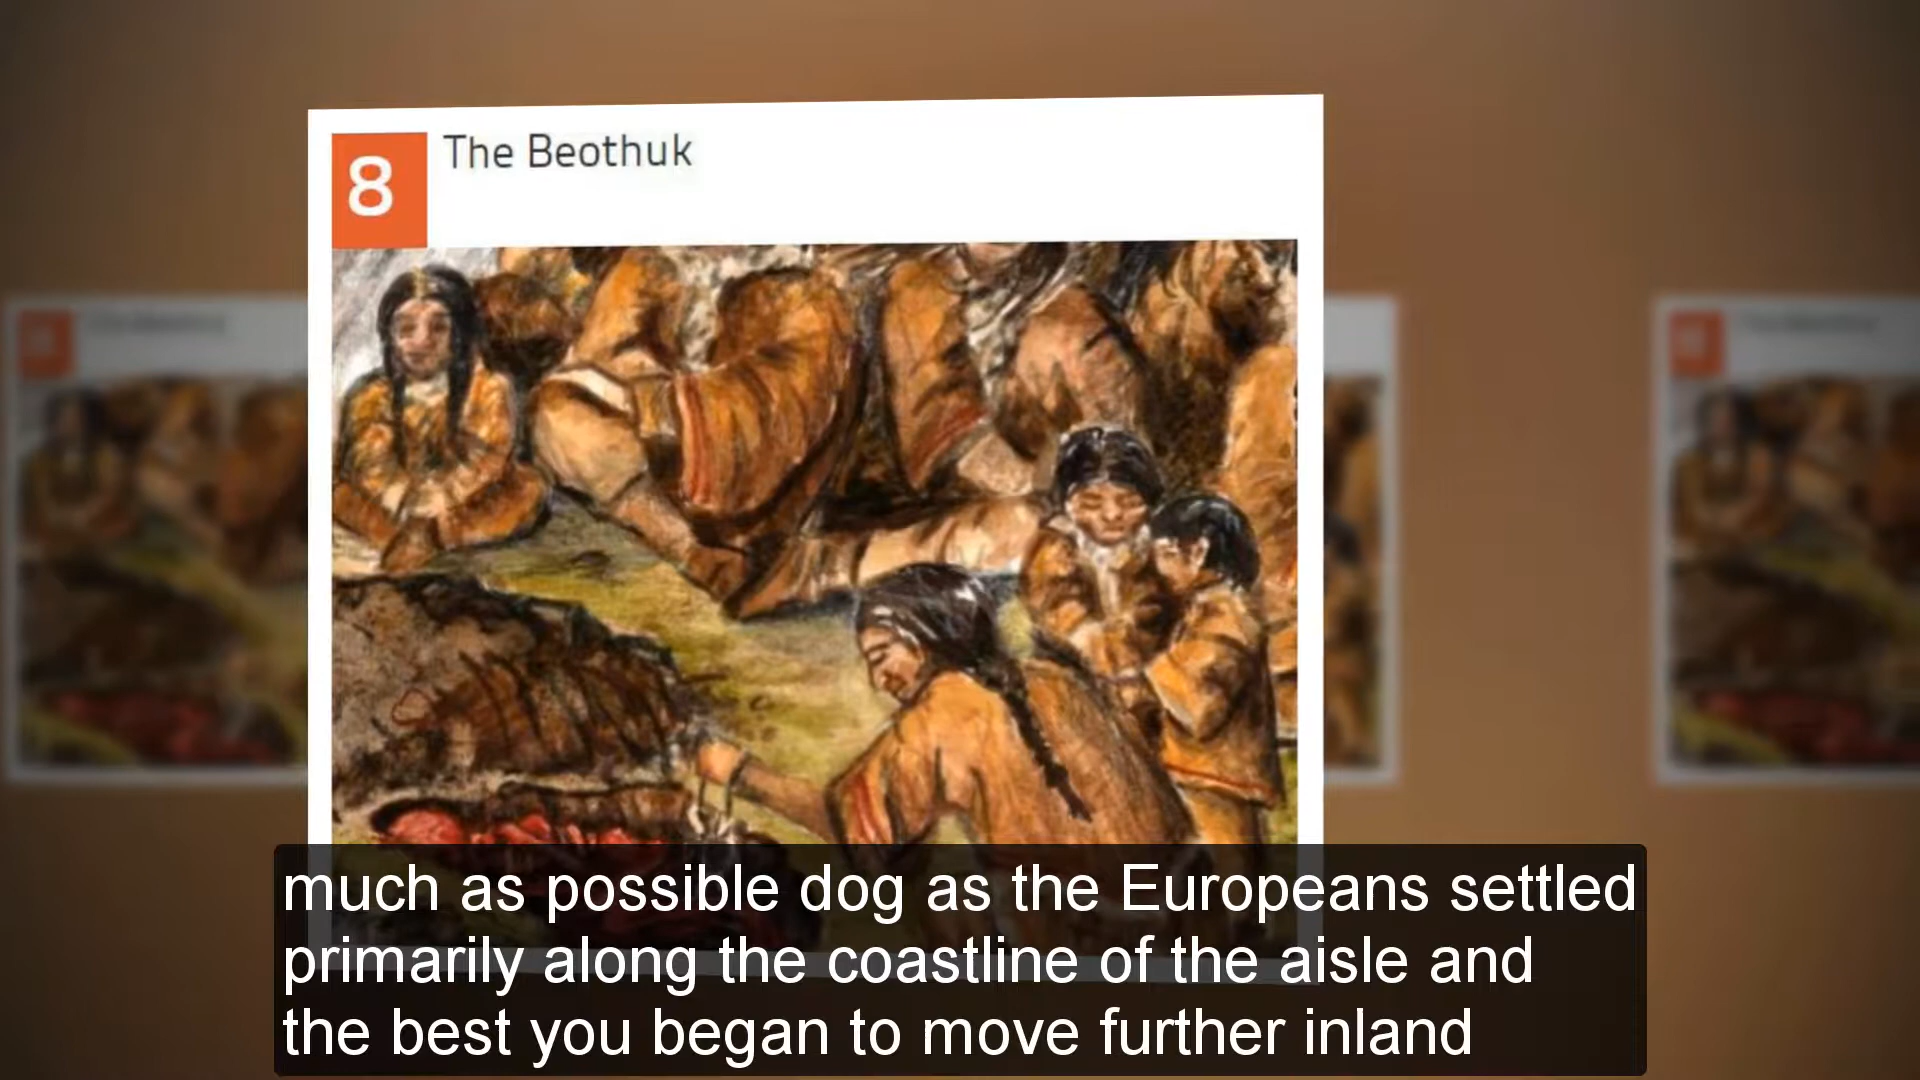 8
The Beothuk
much as possible dog as the Europeans settled
primarily along the coastline of the aisle and
the best you began to move further inland